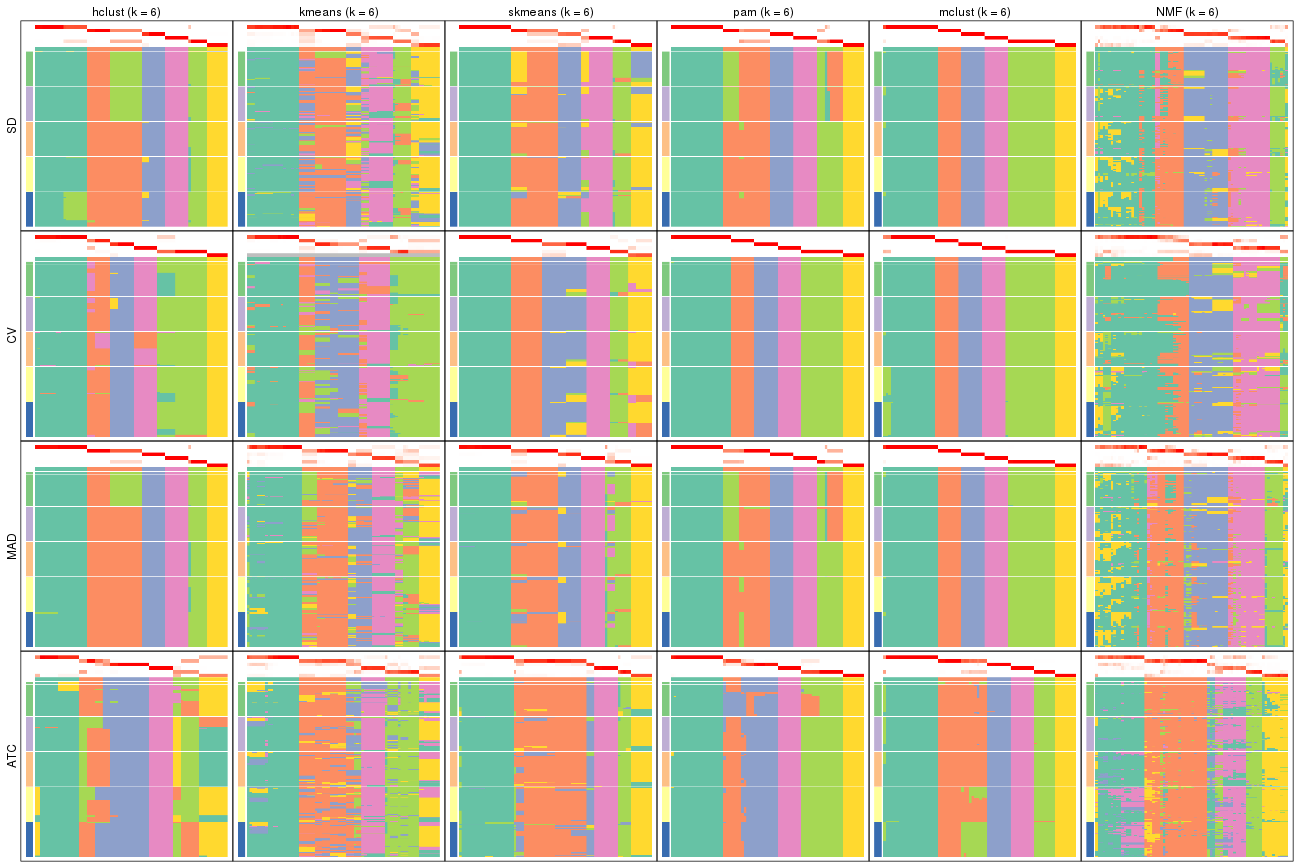 hclust (k = 6)
kmeans (k = 6)
skmeans (k = 6)
pam (k = 6)
mclust (k = 6)
NMF (k = 6)
SD
CV
MAD
ATC